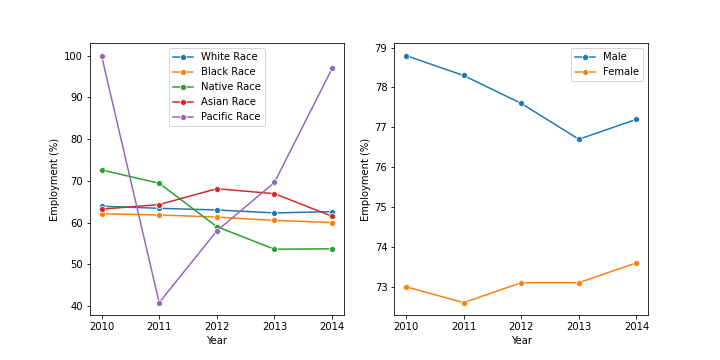 100
90
80
70
60
50
40
Employment (%)
2010 2011 2012 2013 2014
Year
White Race
Black Race
Native Race
Asian Race
Pacific Race
79
78
77
76
75
74
73
Employment (%)
2010 2011 2012 2013 2014
Year
Male
Female